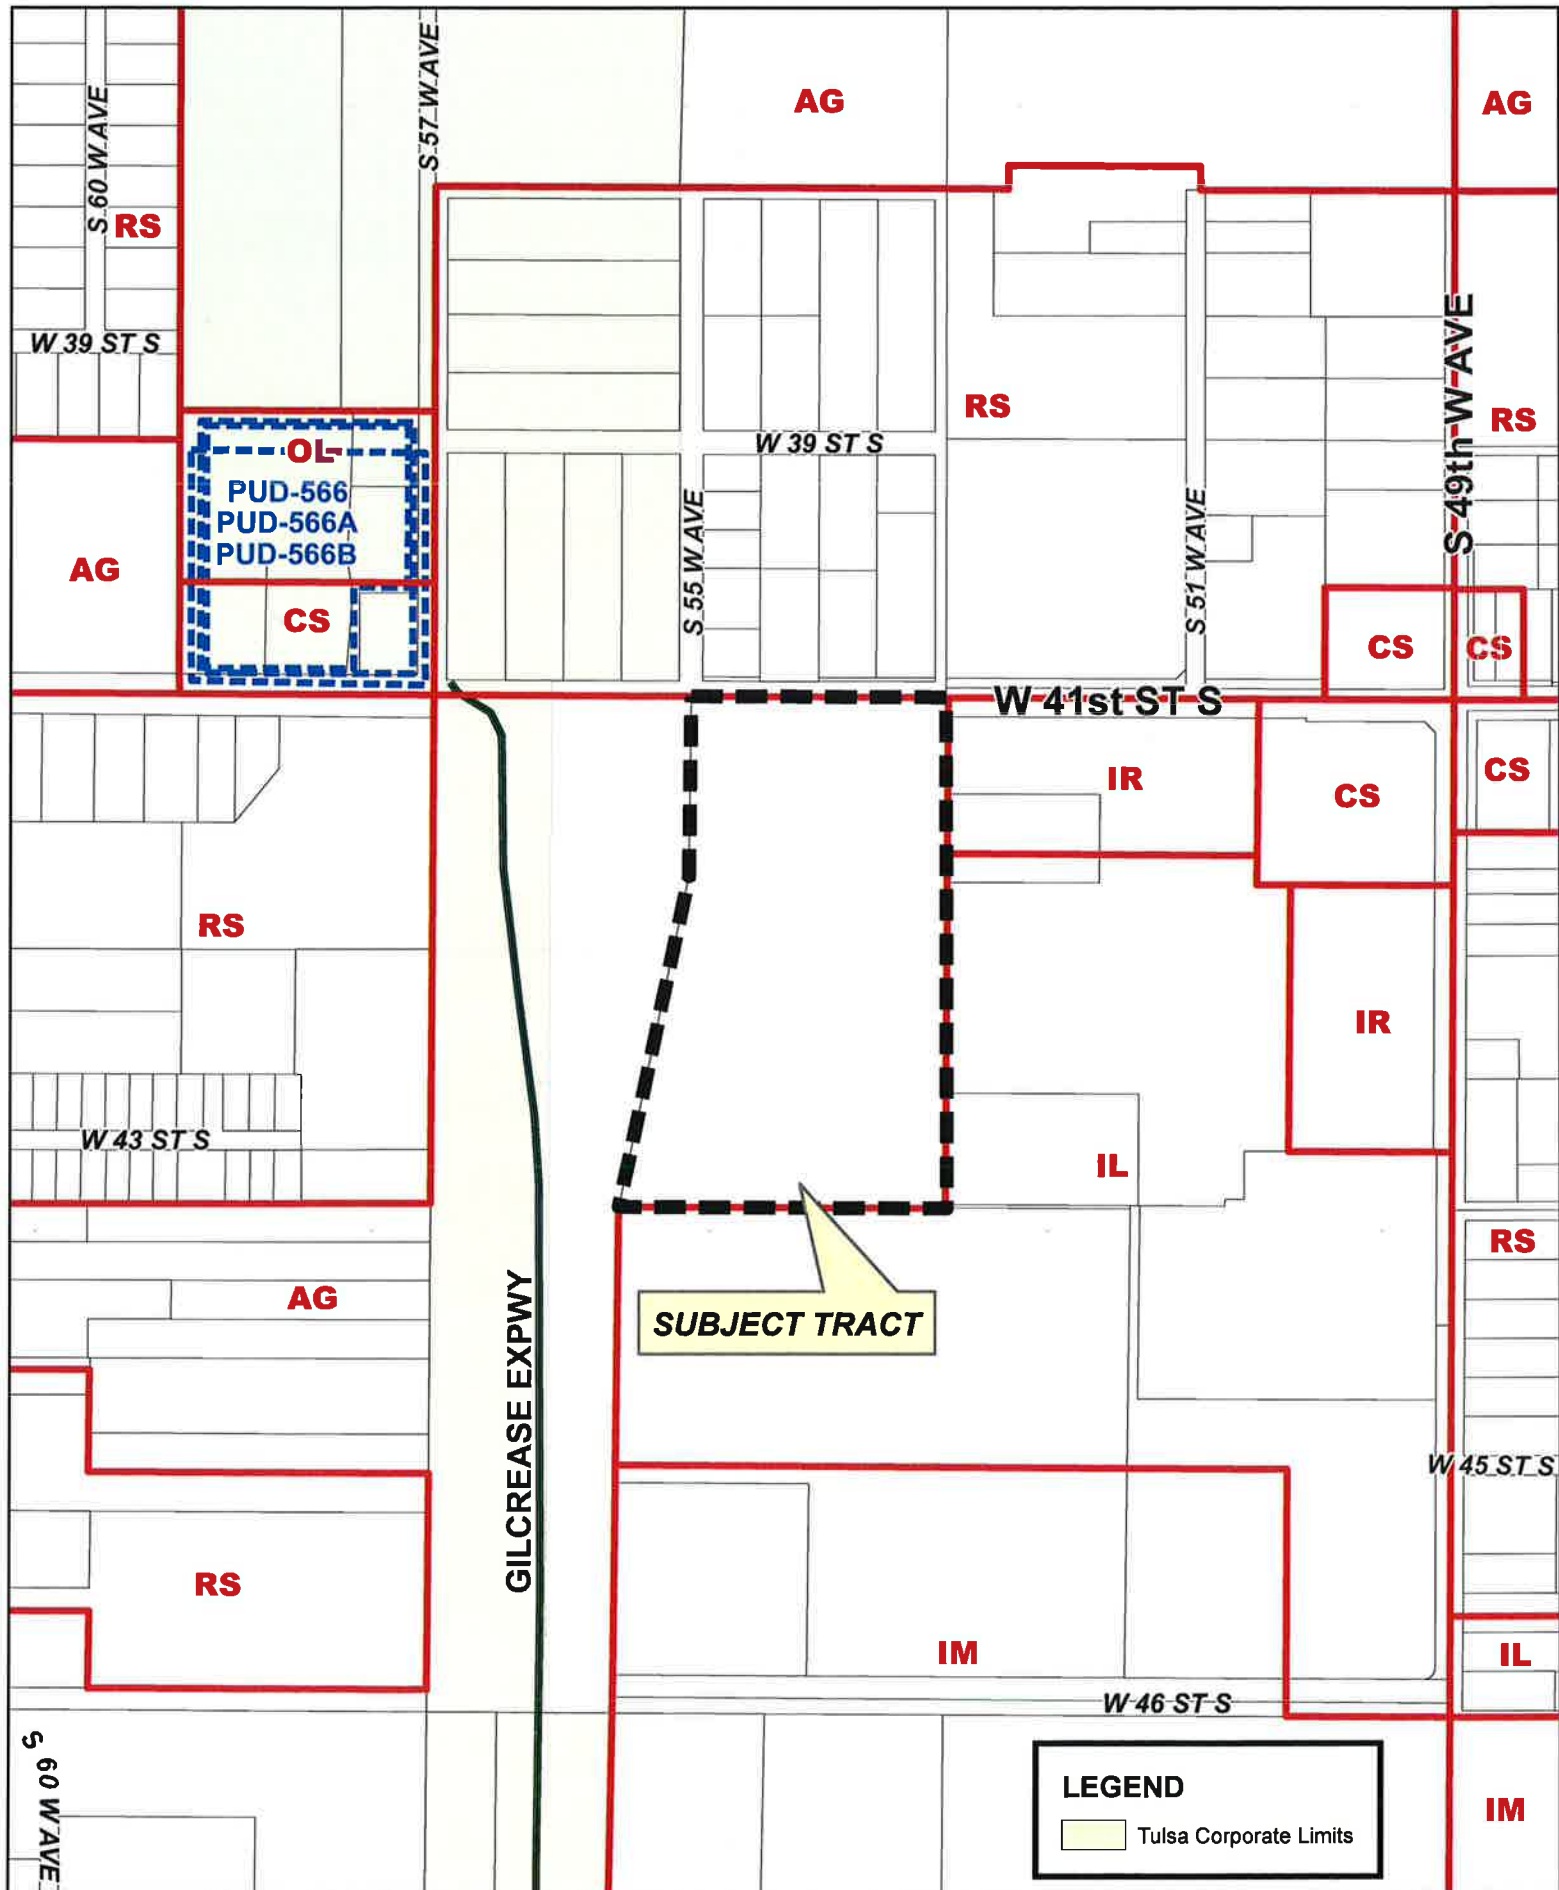 AG
AG
S 57 W AVE
S 60 W AVE
RS
W 39 ST S
S 49th W AVE
RS
RS
W 39 ST S
OL
PUD-566
PUD-566A
PUD-566B
S 55 W AVE
S 51 W AVE
AG
CS
CS
CS
W 41st ST S
IR
CS
CS
RS
IR
W 43 ST S
IL
RS
AG
SUBJECT TRACT
GILCREASE EXPWY
W 45 ST S
RS
IM
IL
W 46 ST S
S 60 W AVE
LEGEND
Tulsa Corporate Limits
IM